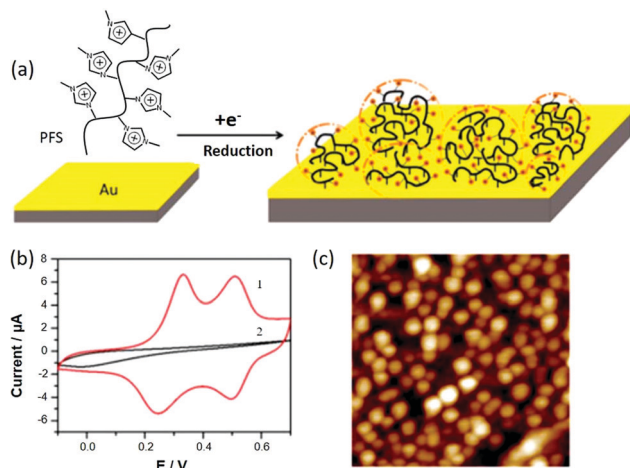 (a)
PFS
+e-
Reduction
Au
(b)
(c)
8
6
4
2
0
-2
-4
-6
Current / µA
1
2
0.0
0.2
0.4
0.6
E / V
N
N
N
N
N
N
N
N
N
N
N
N